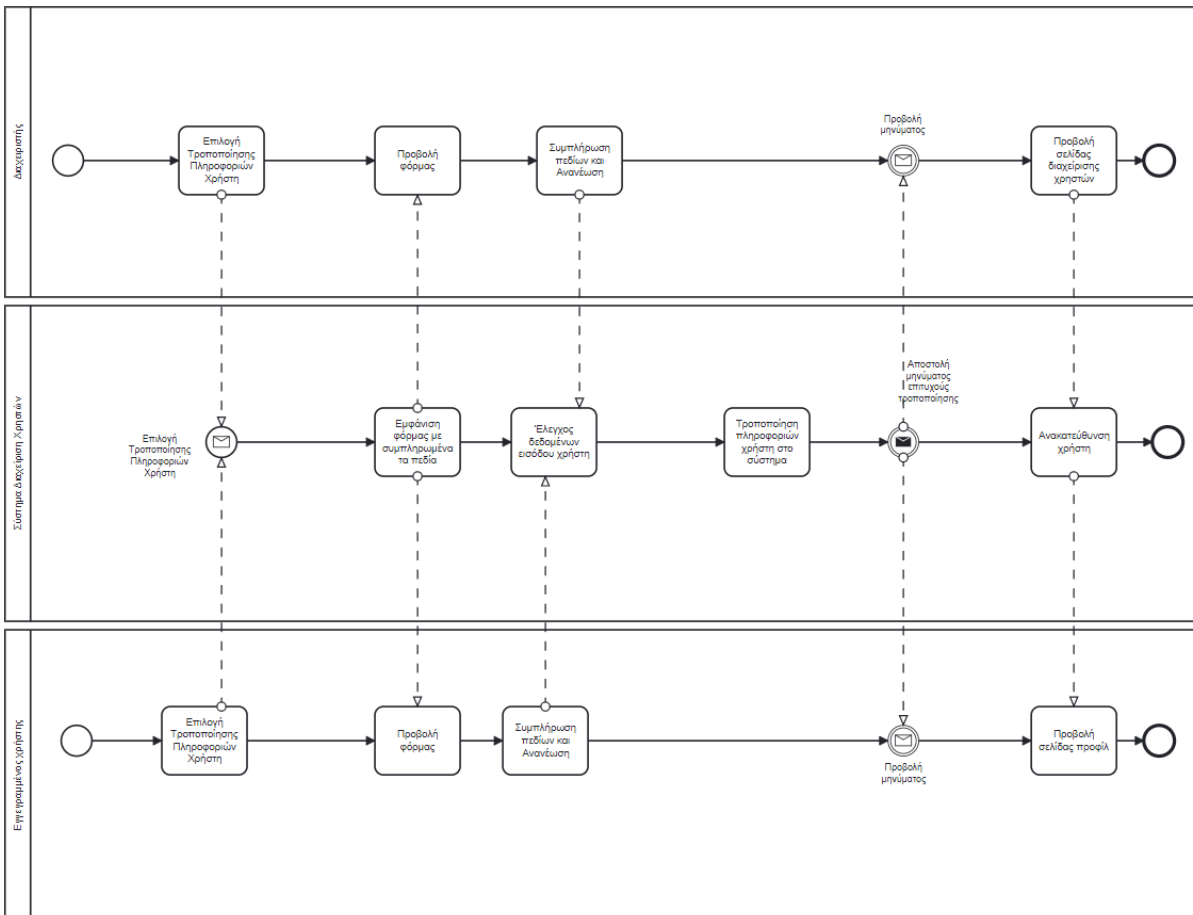 Διαχειριστής
Επιλογή
Τροποποίησης
Πληροφοριών
Χρήστη
Προβολή
φόρμας
Συμπλήρωση
πεδίων και
Ανανέωση
Προβολή
μηνύματος
Προβολή
σελίδας
διαχείρισης
χρηστών
Σύστημα Διαχείριση Χρηστών
Επιλογή
Τροποποίησης
Πληροφοριών
Χρήστη
Εμφάνιση
φόρμας με
συμπληρωμένα
τα πεδία
Έλεγχος
δεδομένων
εισόδου χρήστη
Τροποποίηση
πληροφοριών
χρήστη στο
σύστημα
Αποστολή
μηνύματος
επιτυχούς
τροποποίησης
Ανακατεύθυνση
χρήστη
Εγγεγραμμένος Χρήστης
Επιλογή
Τροποποίησης
Πληροφοριών
Χρήστη
Προβολή
φόρμας
Συμπλήρωση
πεδίων και
Ανανέωση
Προβολή
μηνύματος
Προβολή
σελίδας προφίλ